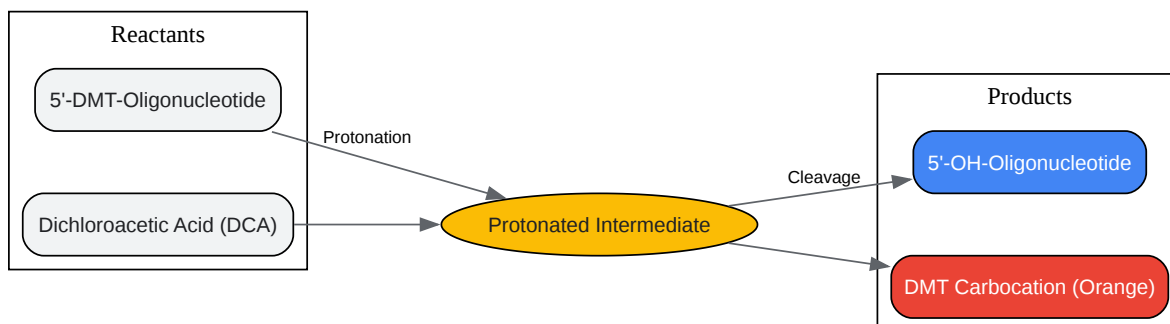 Reactants
5'-DMT-Oligonucleotide
Dichloroacetic Acid (DCA)
Protonation
Protonated Intermediate
Cleavage
Products
5'-OH-Oligonucleotide
DMT Carbocation (Orange)